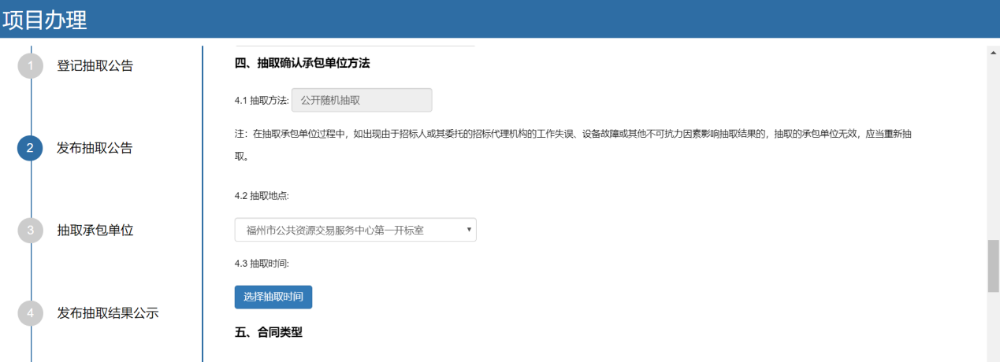 项目办理
1 登记抽取公告
2 发布抽取公告
3 抽取承包单位
4 发布抽取结果公示
四、抽取确认承包单位方法
4.1 抽取方法: 公开随机抽取
注：在抽取承包单位过程中，如出现由于招标人或其委托的招标代理机构的工作失误、设备故障或其他不可抗力因素影响抽取结果的，抽取的承包单位无效，应当重新抽
取。
4.2 抽取地点:
福州市公共资源交易服务中心第一开标室
4.3 抽取时间:
选择抽取时间
五、合同类型